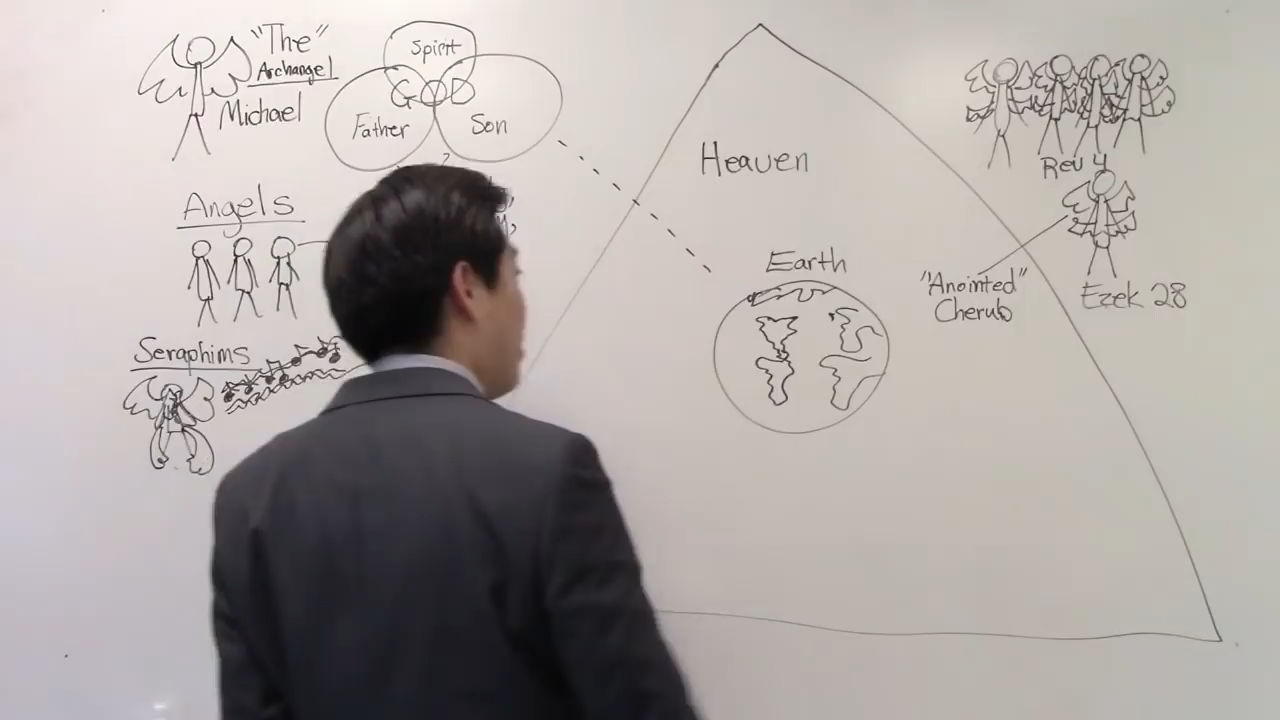 "The"
Archangel
Michael
Spirit
GOD
Father
Son
Angels
Seraphims
Heaven
Earth
Rev 4
"Anointed"
Cherub
Ezek 28